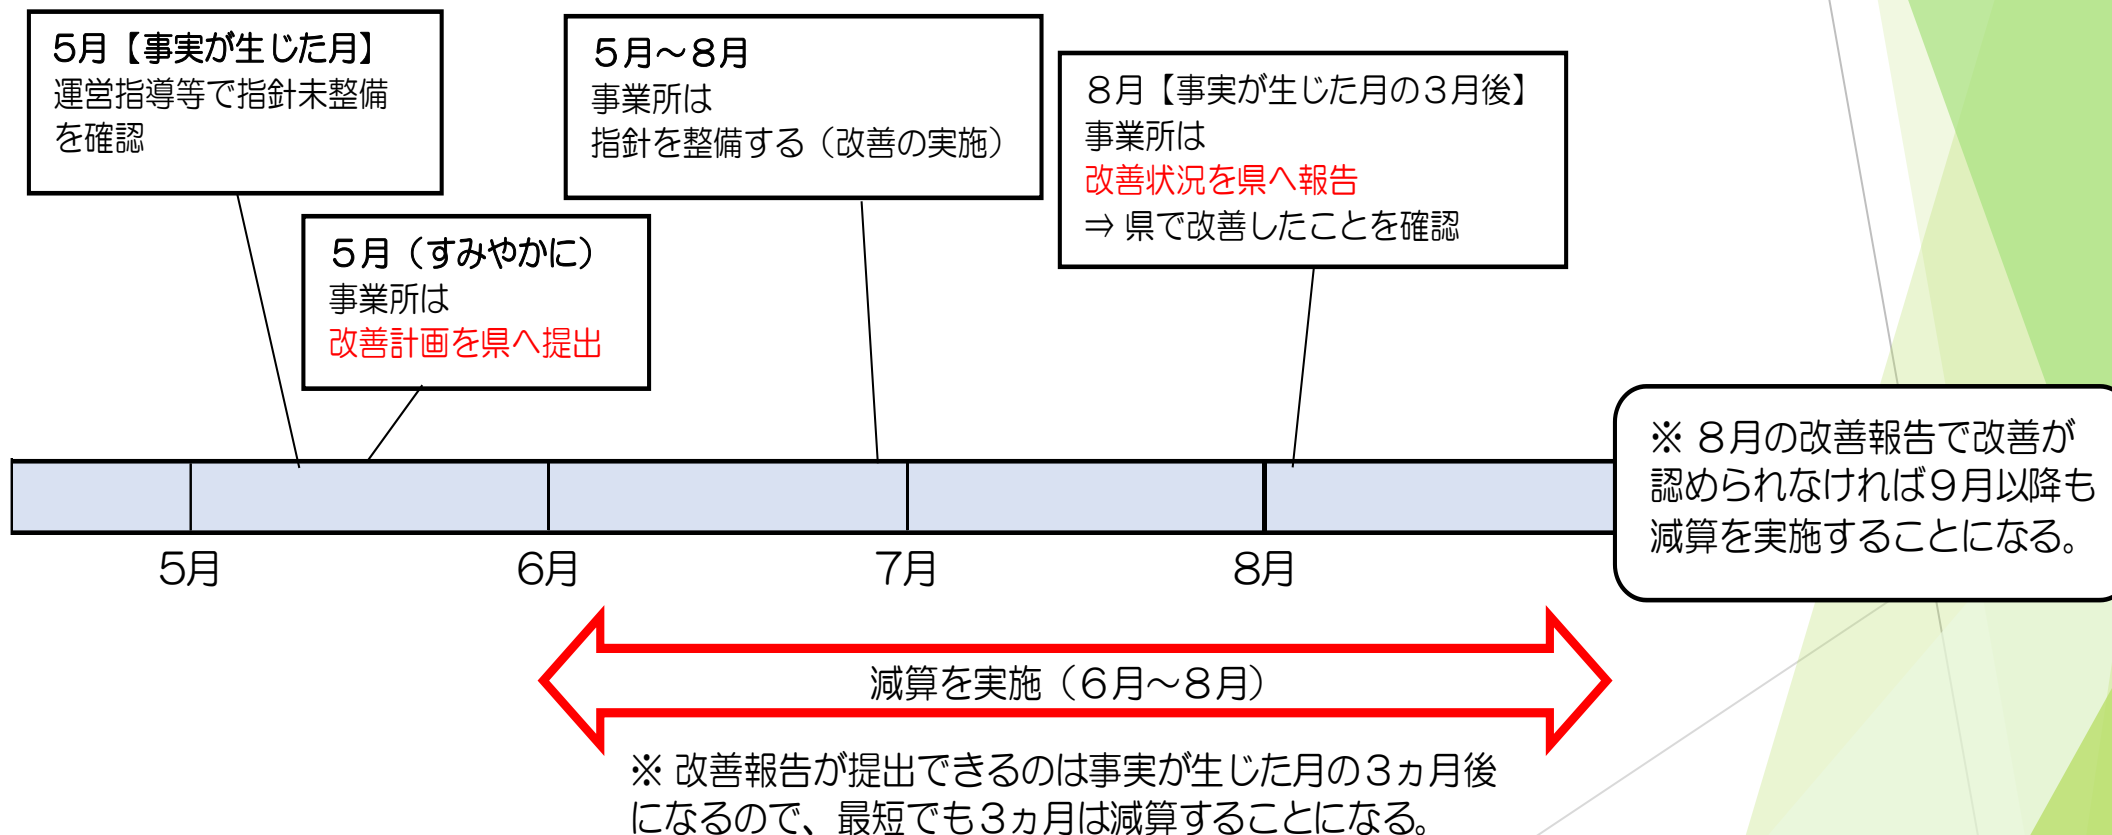 5月【事実が生じた月】
運営指導等で指針未整備
を確認
5月（すみやかに）
事業所は
改善計画を県へ提出
5月～8月
事業所は
指針を整備する（改善の実施）
8月【事実が生じた月の3月後】
事業所は
改善状況を県へ報告
⇒ 県で改善したことを確認
※ 8月の改善報告で改善が
認められなければ9月以降も
減算を実施することになる。
5月
6月
7月
8月
減算を実施（6月～8月）
※ 改善報告が提出できるのは事実が生じた月の3ヵ月後
になるので、最短でも3ヵ月は減算することになる。